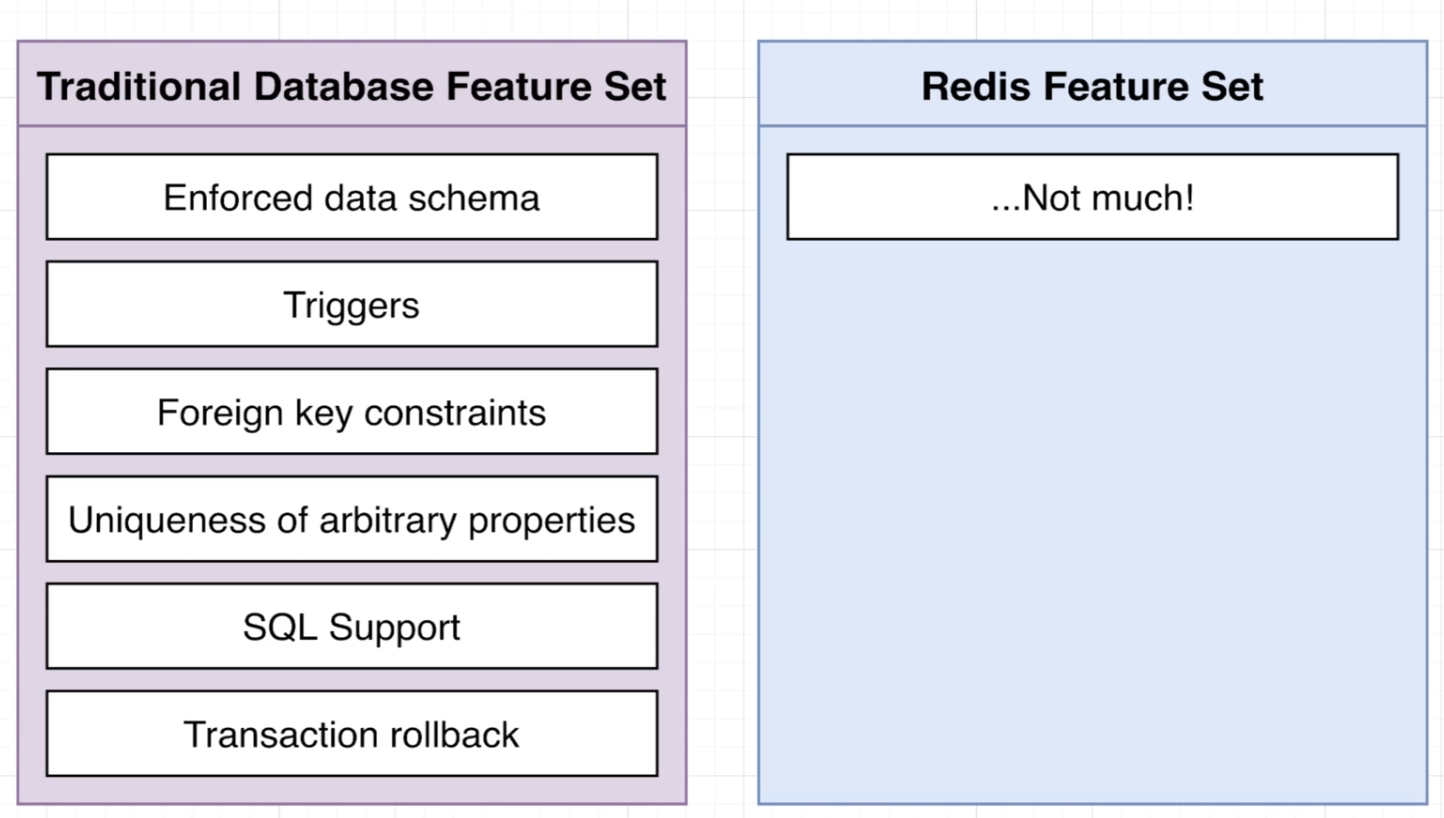 Traditional Database Feature Set
Enforced data schema
Triggers
Foreign key constraints
Uniqueness of arbitrary properties
SQL Support
Transaction rollback
Redis Feature Set
...Not much!